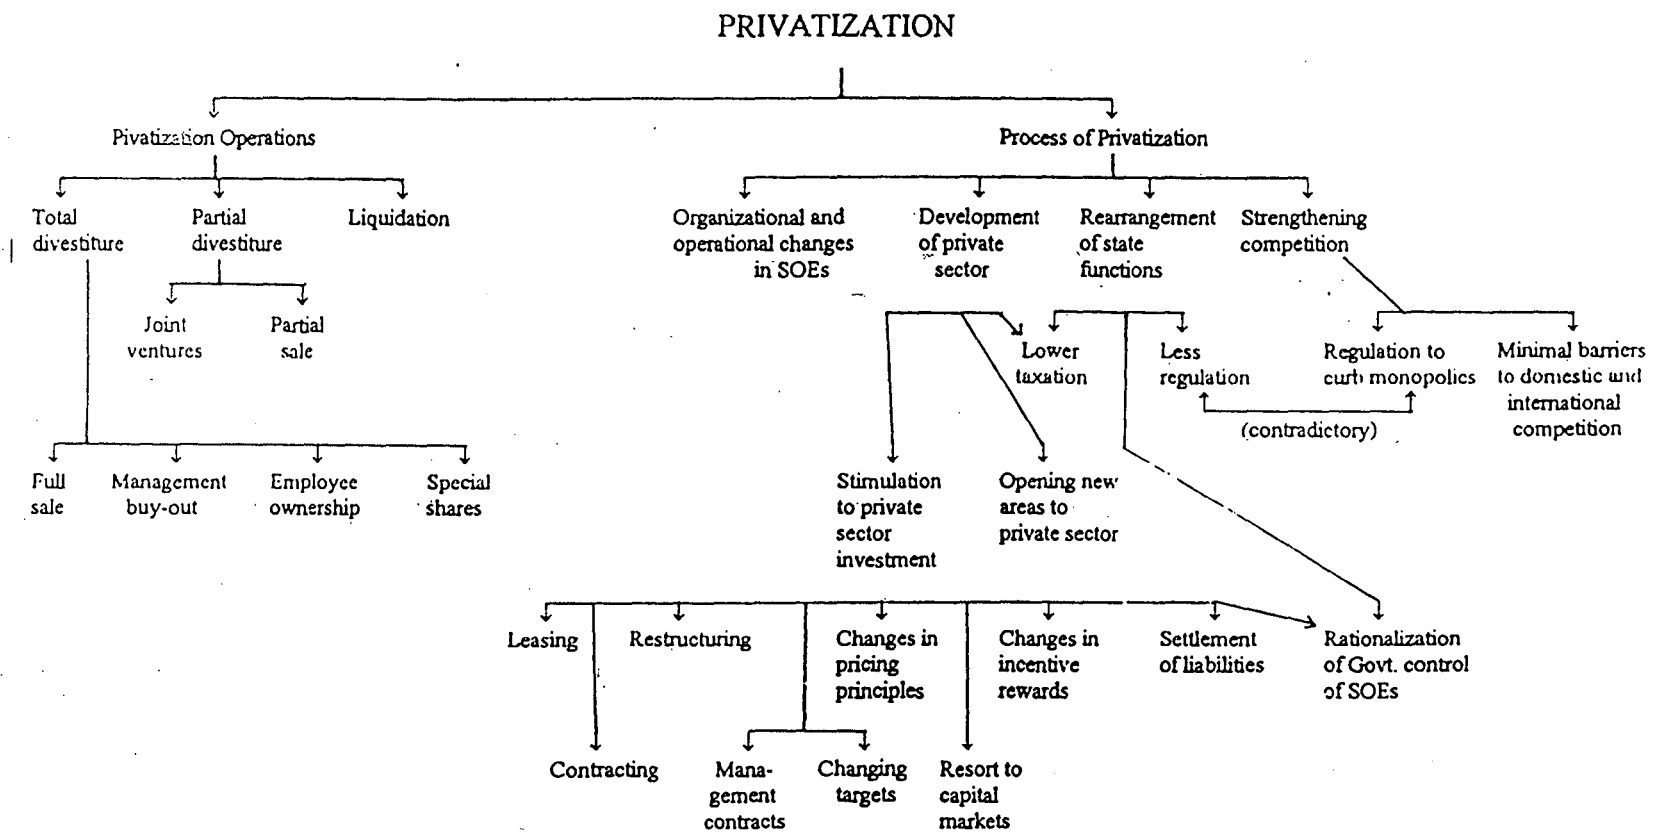 PRIVATIZATION
Pivatization Operations
Process of Privatization
Total
divestiture
Partial
divestiture
Liquidation
Organizational and
operational changes
in SOEs
Development
of private
sector
Rearrangement
of state
functions
Strengthening
competition
Joint
ventures
Partial
sale
Lower
taxation
Less
regulation
Regulation to
curb monopolies
Minimal barriers
to domestic and
international
competition
(contradictory)
Full
sale
Management
buy-out
Employee
ownership
Special
shares
Stimulation
to private
sector
investment
Opening new
areas to
private sector
Leasing
Restructuring
Changes in
pricing
principles
Changes in
incentive
rewards
Settlement
of liabilities
Rationalization
of Govt. control
of SOEs
Contracting
Mana-
gement
contracts
Changing
targets
Resort to
capital
markets